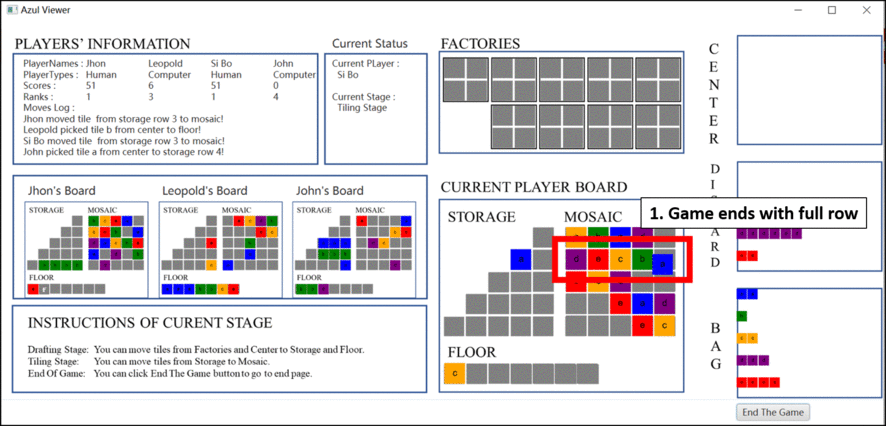 Azul Viewer
PLAYERS' INFORMATION
PlayerNames : Jhon Leopold Si Bo John
PlayerTypes : Human Computer Human Computer
Scores : 51 6 51 0
Ranks : 1 3 1 4
Moves Log :
Jhon moved tile from storage row 3 to mosaic!
Leopold picked tile b from center to floor!
Si Bo moved tile from storage row 3 to mosaic!
John picked tile a from center to storage row 4!
Current Status
Current PLayer :
Si Bo
Current Stage :
Tiling Stage
FACTORIES
CENTER
DIS
ARD
BAG
Jhon's Board
STORAGE MOSAIC
FLOOR
Leopold's Board
STORAGE MOSAIC
FLOOR
John's Board
STORAGE MOSAIC
FLOOR
CURRENT PLAYER BOARD
1. Game ends with full row
STORAGE MOSAIC
a d e c b a
e a d
e c
FLOOR
c
INSTRUCTIONS OF CURENT STAGE
Drafting Stage: You can move tiles from Factories and Center to Storage and Floor.
Tiling Stage: You can move tiles from Storage to Mosaic.
End Of Game: You can click End The Game button to go to end page.
End The Game